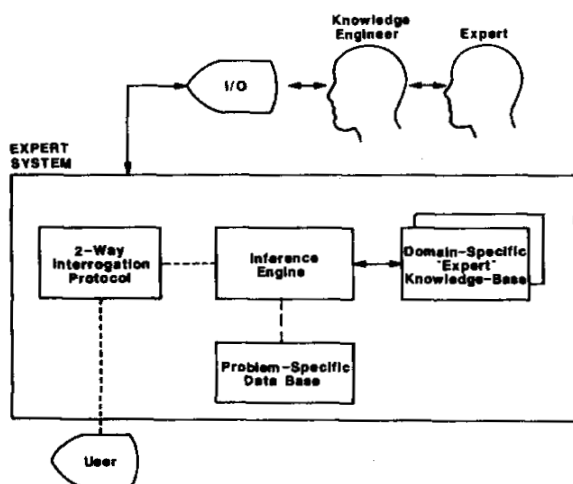 Knowledge
Engineer
Expert
I/O
EXPERT
SYSTEM
2-Way
Interrogation
Protocol
Inference
Engine
Domain-Specific
"Expert"
Knowledge-Base
Problem-Specific
Data Base
User